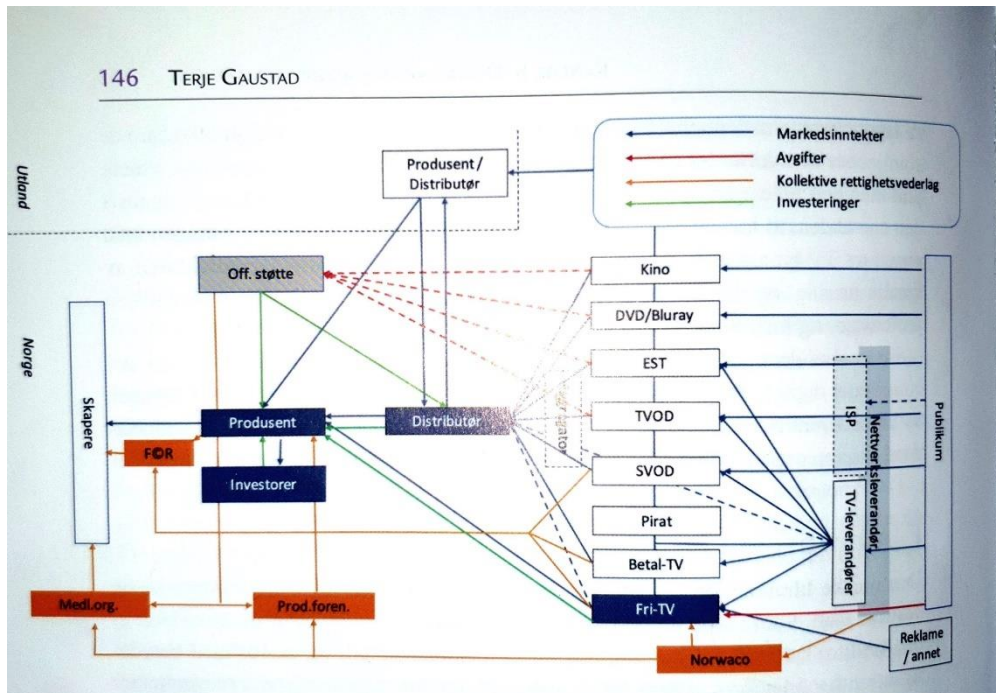 146 TERJE GAUSTAD
Utland
Produsent /
Distributør
Markedsinntekter
Avgifter
Kollektive rettighetsvederlag
Investeringer
Norge
Off. støtte
Kino
DVD/Bluray
EST
TVOD
SVOD
Pirat
Betal-TV
Fri-TV
Skapere
Produsent
Distributør
F©R
Investorer
ISP
Nettverksleverandør
TV-leverandører
Publikum
Medl.org.
Prod.foren.
Norwaco
Reklame
/ annet